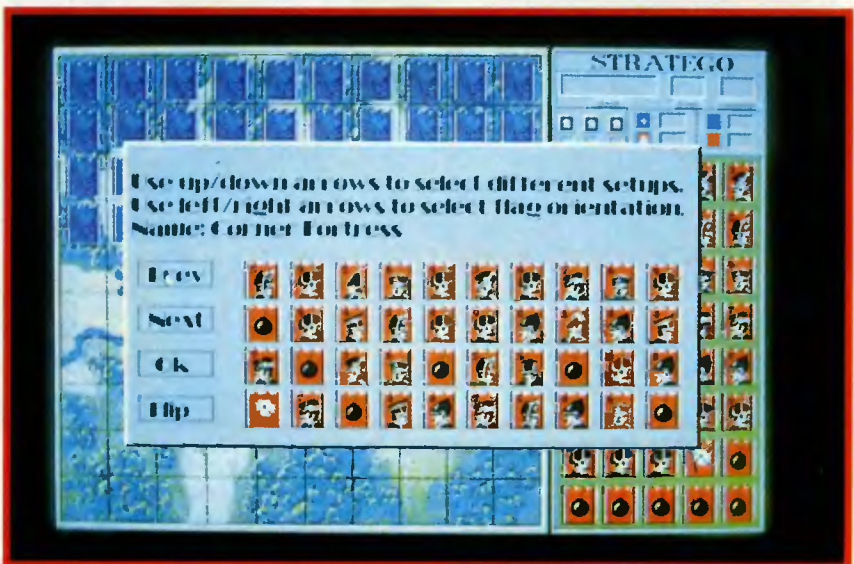 STRATEGO
Use up/down arrows to select different setups.
Use left/right arrows to select flag orientation.
Name: Corner Fortress
Prev
Next
Ok
Flip